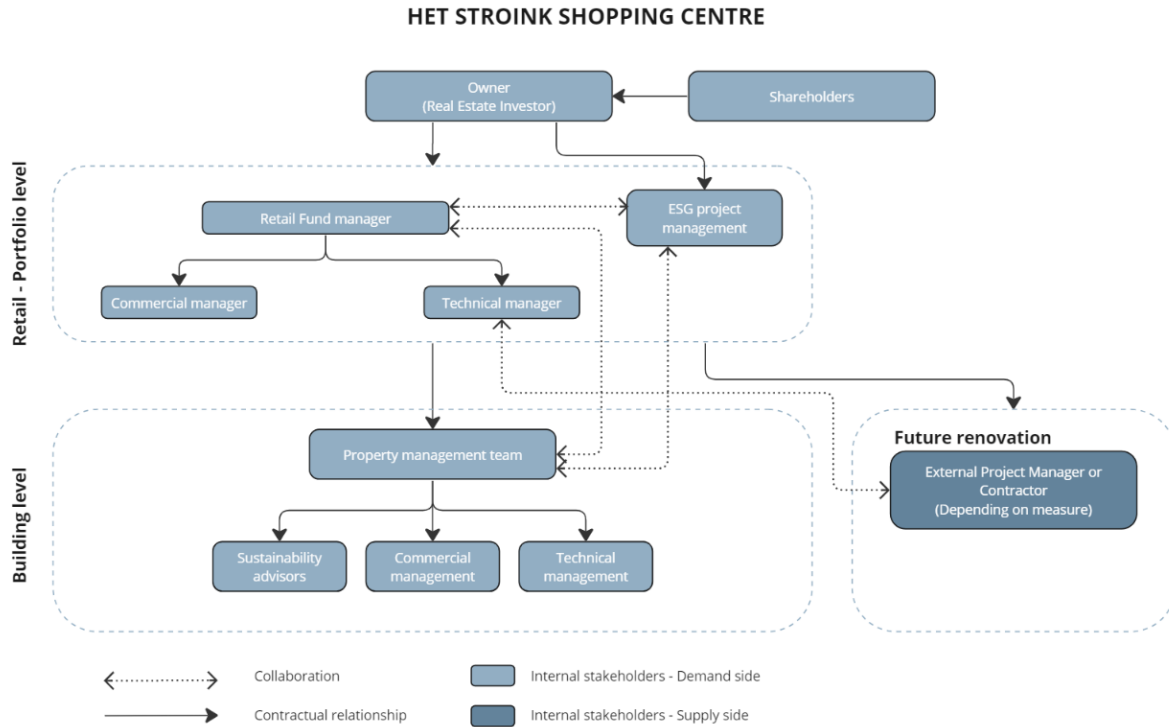 HET STROINK SHOPPING CENTRE
Owner
(Real Estate Investor)
Shareholders
Retail - Portfolio level
Retail Fund manager
ESG project
management
Commercial manager
Technical manager
Building level
Property management team
Sustainability
advisors
Commercial
management
Technical
management
Future renovation
External Project Manager or
Contractor
(Depending on measure)
Collaboration
Internal stakeholders - Demand side
Contractual relationship
Internal stakeholders - Supply side